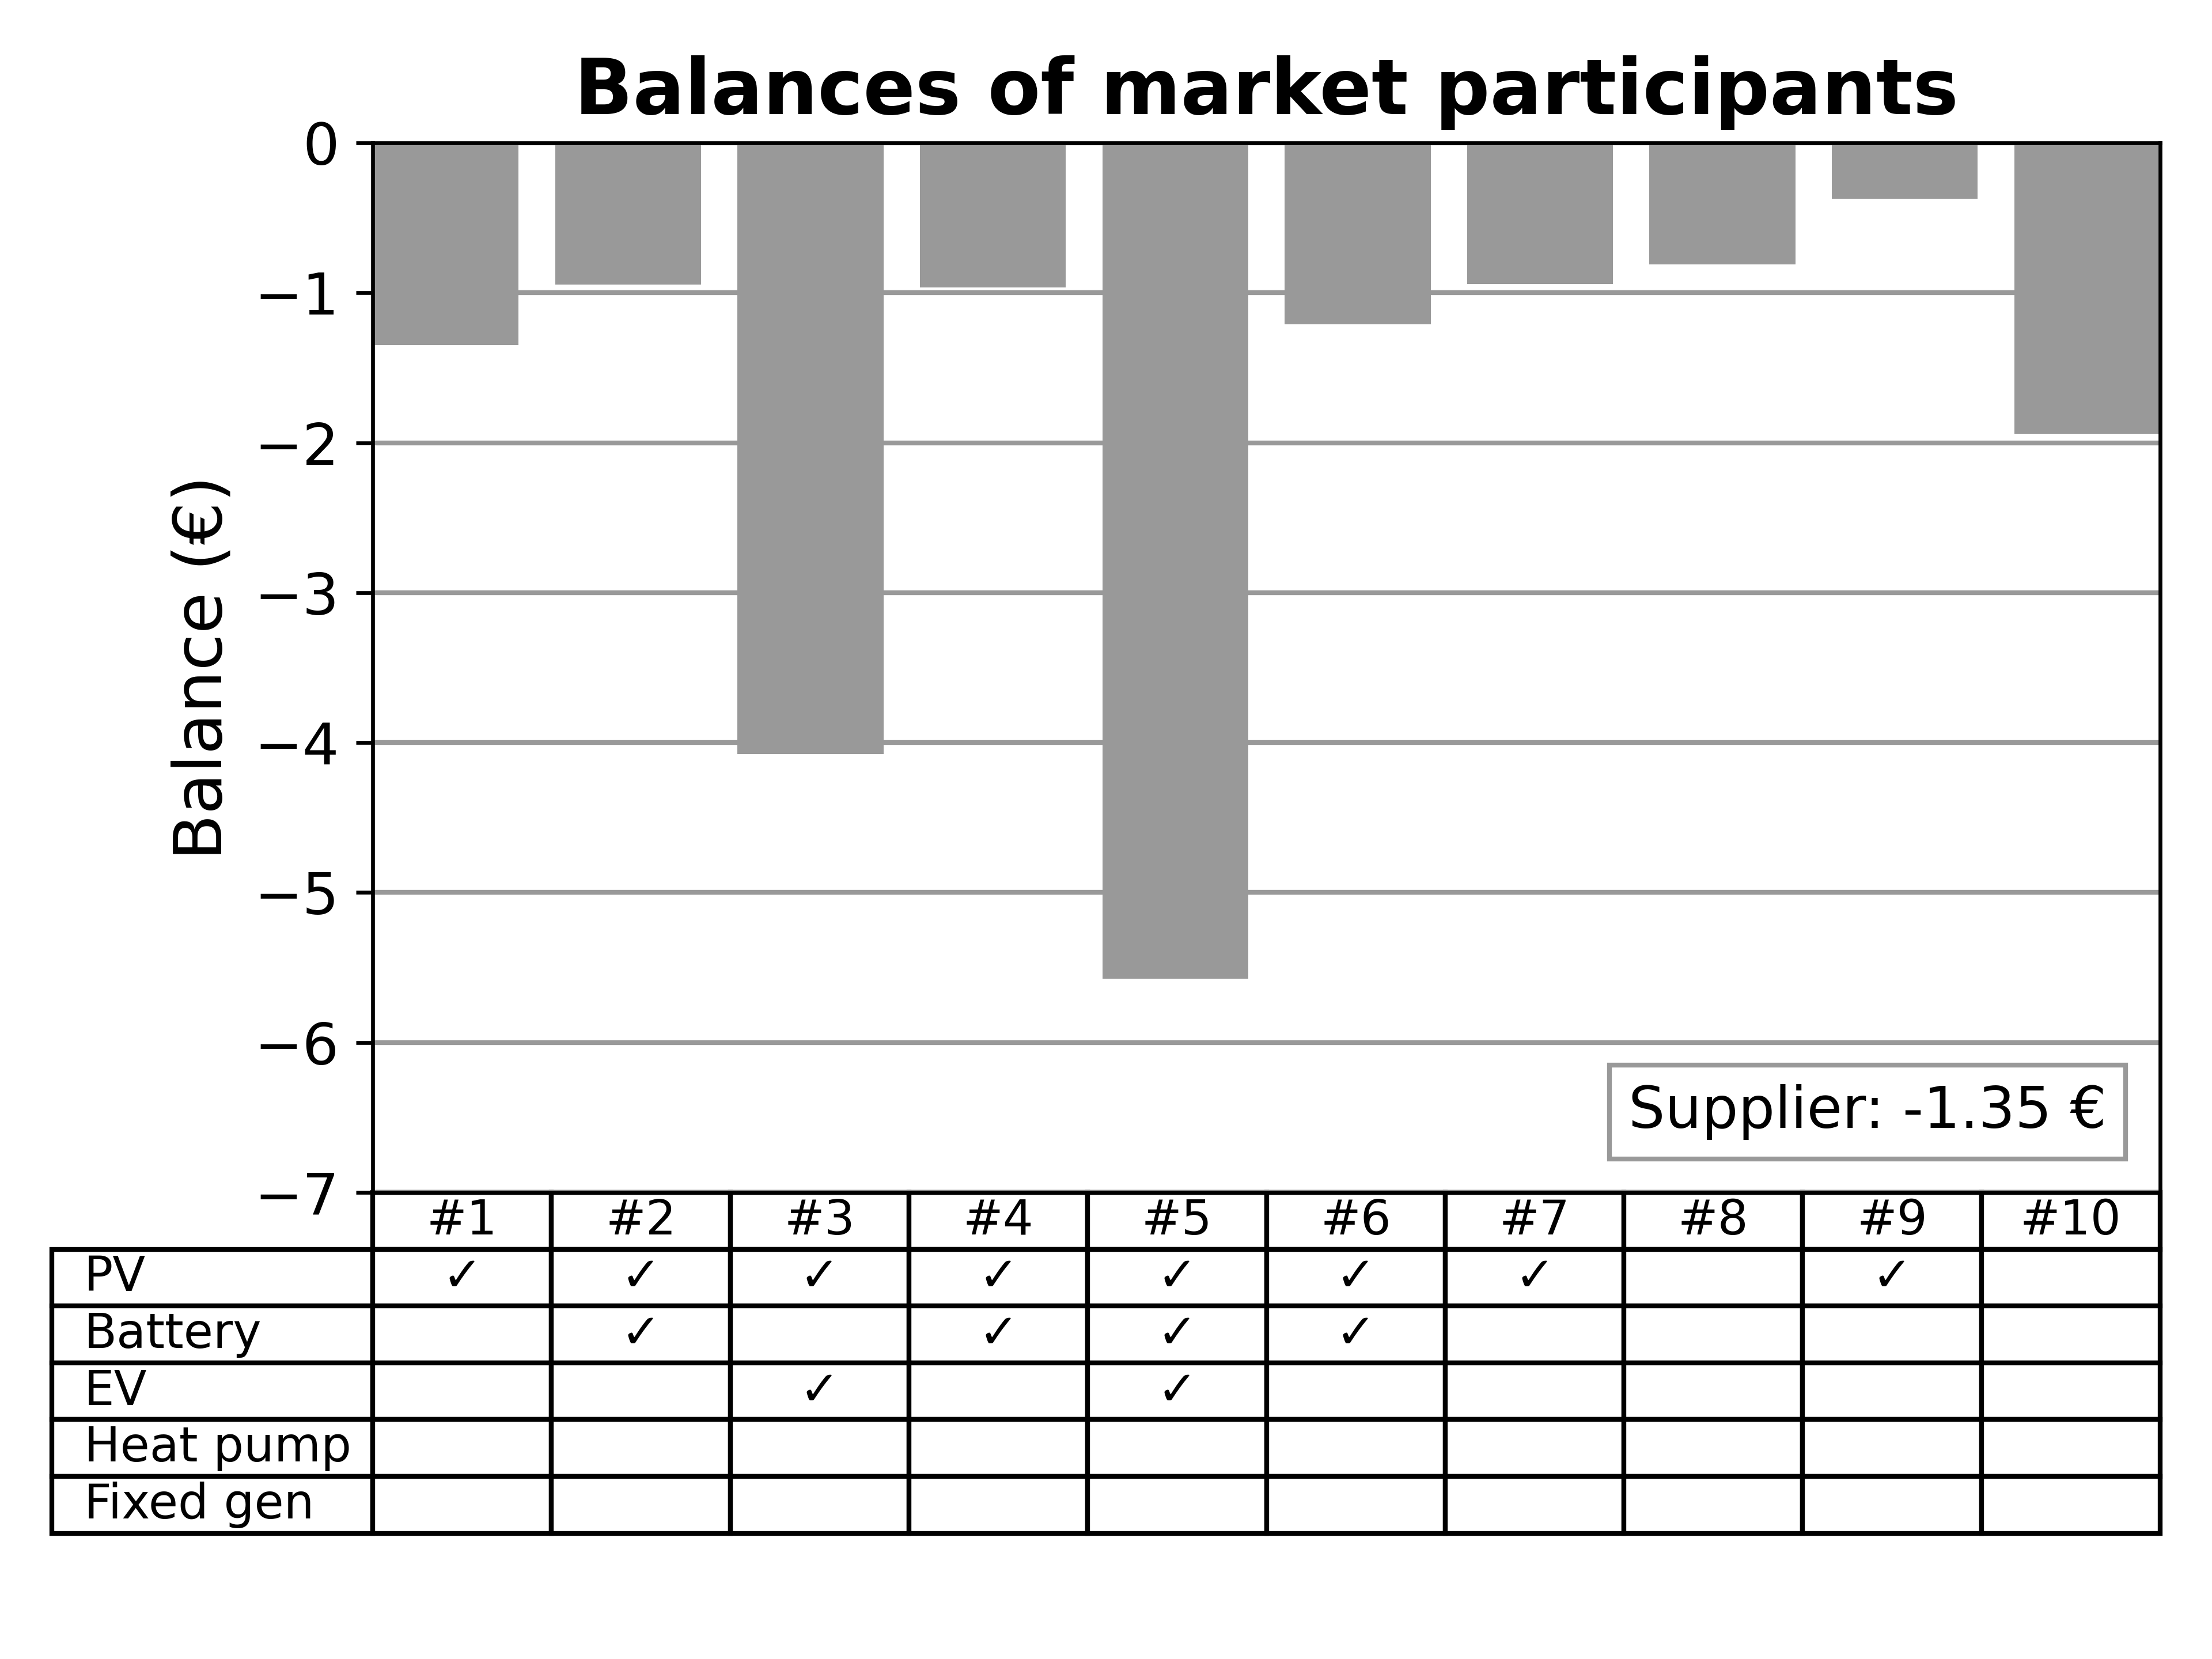 Balances of market participants
Balance (€)
0
−1
−2
−3
−4
−5
−6
−7
Supplier: -1.35 €
#1 #2 #3 #4 #5 #6 #7 #8 #9 #10
PV ✓ ✓ ✓ ✓ ✓ ✓ ✓ ✓
Battery ✓ ✓ ✓ ✓
EV ✓ ✓
Heat pump
Fixed gen